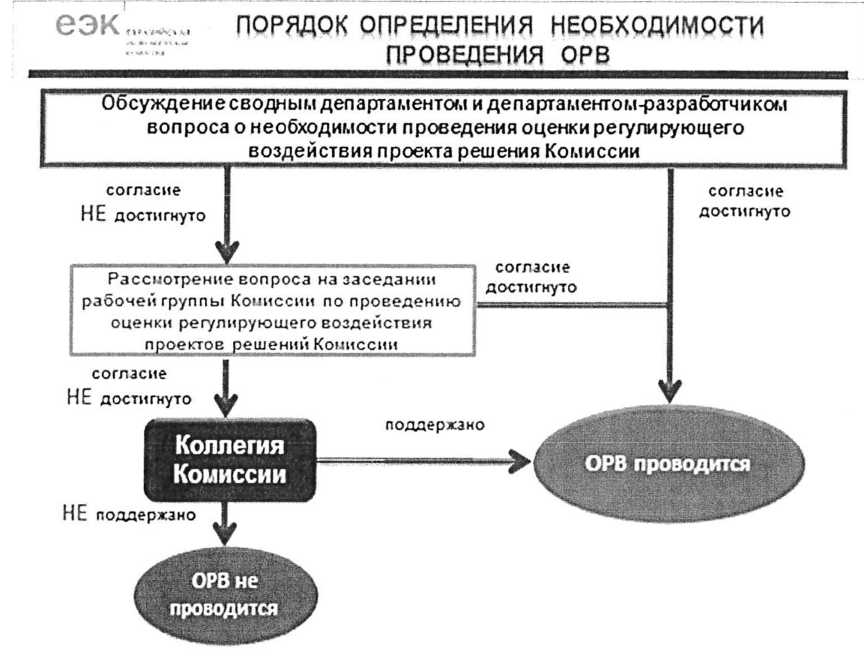 еэк
ЕВРАЗИЙСКАЯ
ПОРЯДОК ОПРЕДЕЛЕНИЯ НЕОБХОДИМОСТИ
ПРОВЕДЕНИЯ ОРВ
Обсуждение сводным департаментом и департаментом-разработчиком
вопроса о необходимости проведения оценки регулирующего
воздействия проекта решения Комиссии
согласие
НЕ достигнуто
согласие
достигнуто
Рассмотрение вопроса на заседании
рабочей группы Комиссии по проведению
оценки регулирующего воздействия
проектов решений Комиссии
согласие
достигнуто
согласие
НЕ достигнуто
Коллегия
Комиссии
поддержано
ОРВ проводится
НЕ поддержано
ОРВ не
проводится